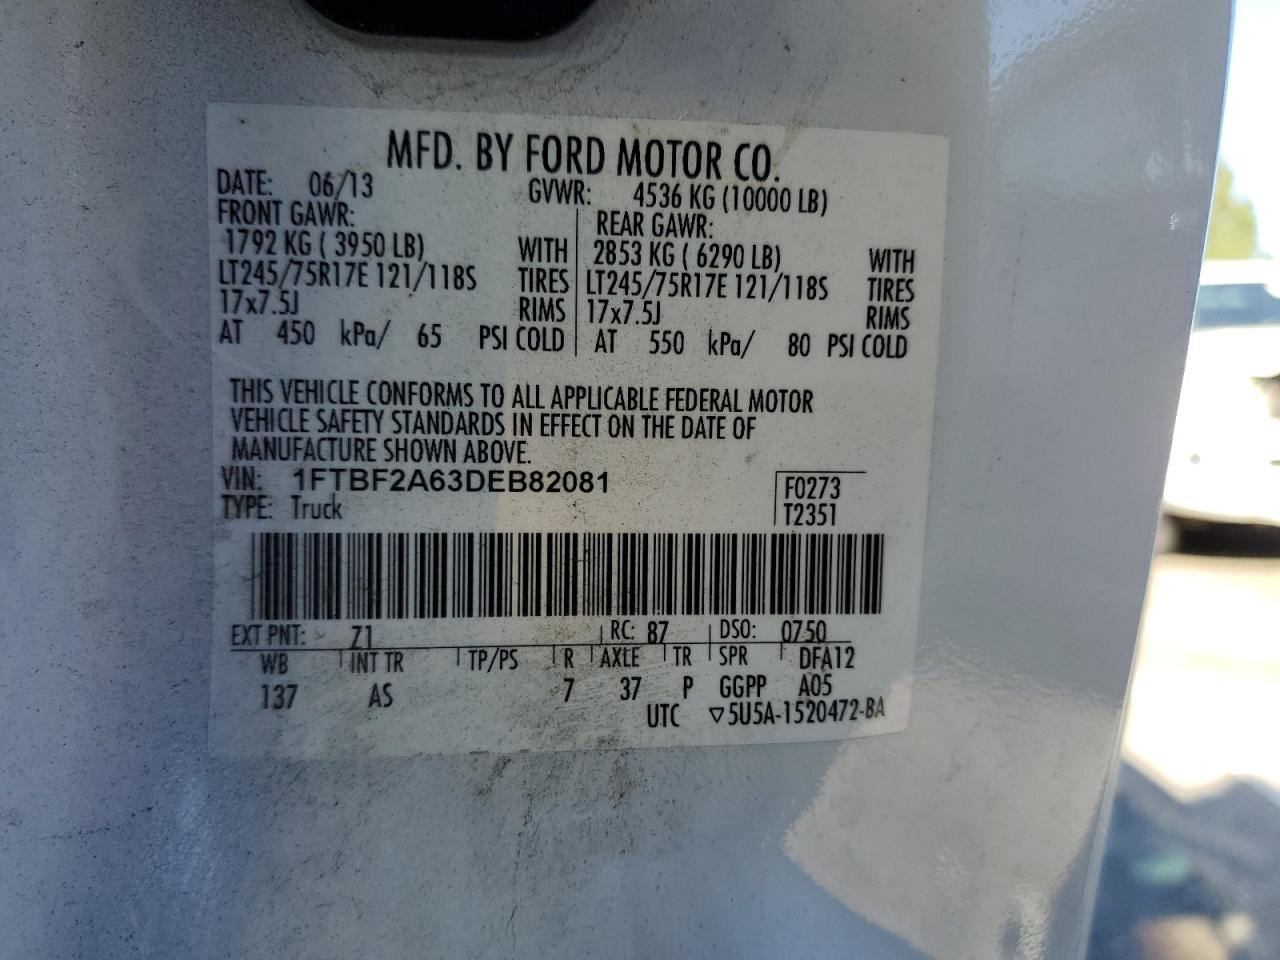 MFD. BY FORD MOTOR CO.
DATE: 06/13 GVWR: 4536 KG (10000 LB)
FRONT GAWR: REAR GAWR:
1792 KG ( 3950 LB) WITH 2853 KG ( 6290 LB) WITH
LT245/75R17E 121/118S TIRES LT245/75R17E 121/118S TIRES
17x7.5J RIMS 17x7.5J RIMS
AT 450 kPa/ 65 PSI COLD AT 550 kPa/ 80 PSI COLD
THIS VEHICLE CONFORMS TO ALL APPLICABLE FEDERAL MOTOR
VEHICLE SAFETY STANDARDS IN EFFECT ON THE DATE OF
MANUFACTURE SHOWN ABOVE.
VIN: 1FTBF2A63DEB82081 F0273
TYPE: Truck T2351
EXT PNT: Z1 RC: 87 DSO: 0750
WB INT TR TP/PS R AXLE TR SPR DFA12
137 AS 7 37 P GGPP A05
UTC ▽5U5A-1520472-BA